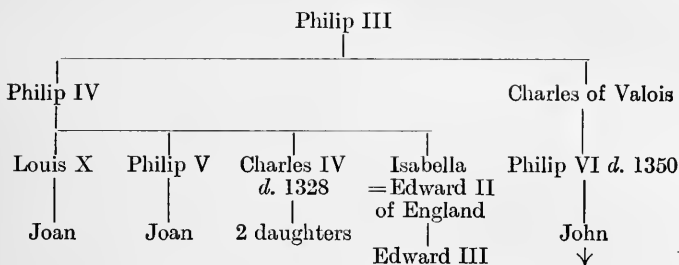 Philip III
Philip IV Charles of Valois
Louis X Philip V Charles IV Isabella Philip VI d. 1350
d. 1328 =Edward II
of England
Joan Joan 2 daughters John
Edward III